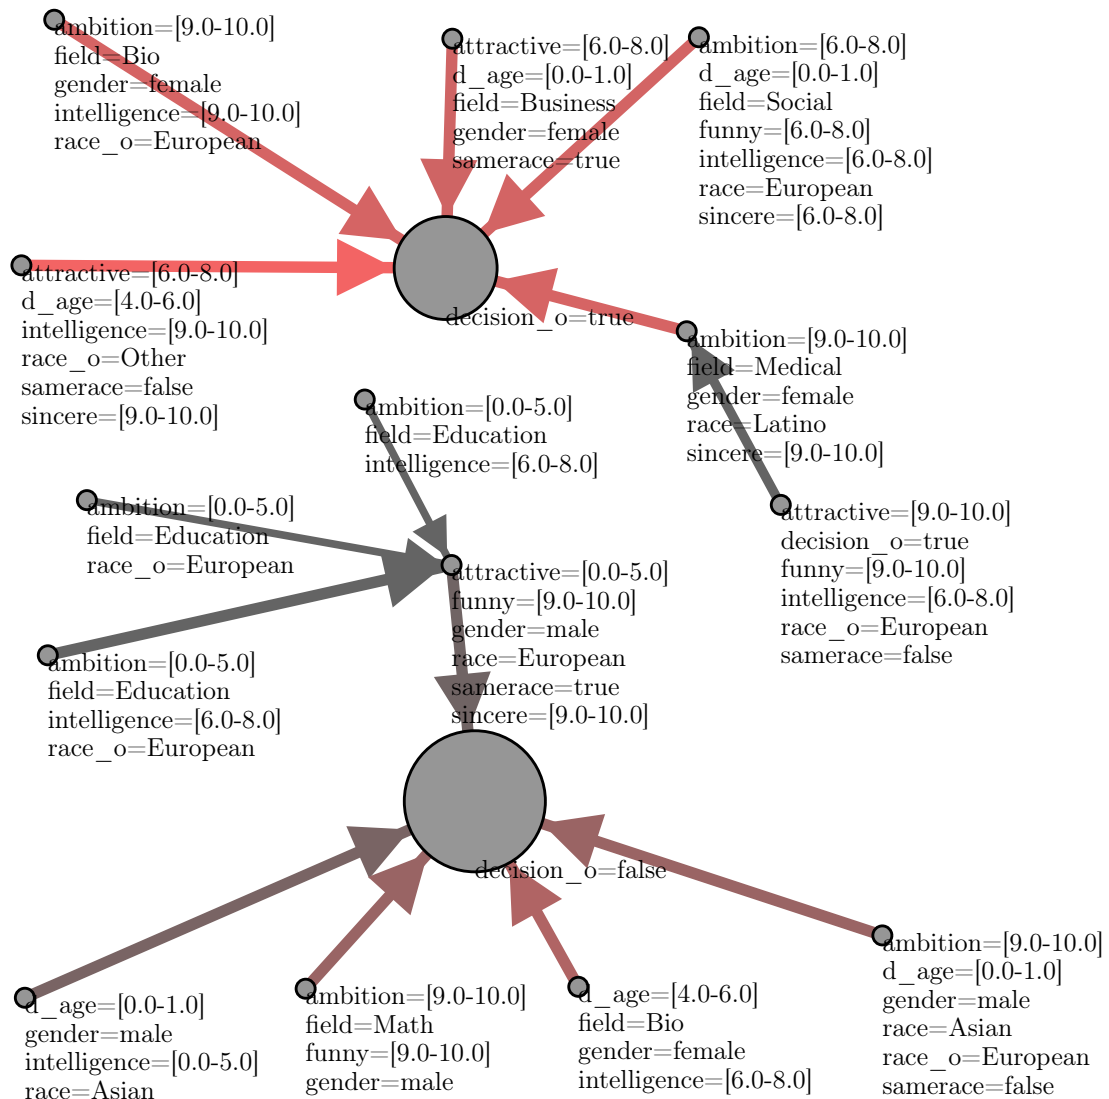 ambition=[9.0-10.0]
field=Bio
gender=female
intelligence=[9.0-10.0]
race_o=European
attractive=[6.0-8.0]
d_age=[0.0-1.0]
field=Business
gender=female
samerace=true
ambition=[6.0-8.0]
d_age=[0.0-1.0]
field=Social
funny=[6.0-8.0]
intelligence=[6.0-8.0]
race=European
sincere=[6.0-8.0]
attractive=[6.0-8.0]
d_age=[4.0-6.0]
intelligence=[9.0-10.0]
race_o=Other
samerace=false
sincere=[9.0-10.0]
decision_o=true
ambition=[9.0-10.0]
field=Medical
gender=female
race=Latino
sincere=[9.0-10.0]
ambition=[0.0-5.0]
field=Education
intelligence=[6.0-8.0]
ambition=[0.0-5.0]
field=Education
race_o=European
attractive=[9.0-10.0]
decision_o=true
funny=[9.0-10.0]
intelligence=[6.0-8.0]
race_o=European
samerace=false
attractive=[0.0-5.0]
funny=[9.0-10.0]
gender=male
race=European
samerace=true
sincere=[9.0-10.0]
ambition=[0.0-5.0]
field=Education
intelligence=[6.0-8.0]
race_o=European
decision_o=false
d_age=[0.0-1.0]
gender=male
intelligence=[0.0-5.0]
race=Asian
ambition=[9.0-10.0]
field=Math
funny=[9.0-10.0]
gender=male
d_age=[4.0-6.0]
field=Bio
gender=female
intelligence=[6.0-8.0]
ambition=[9.0-10.0]
d_age=[0.0-1.0]
gender=male
race=Asian
race_o=European
samerace=false